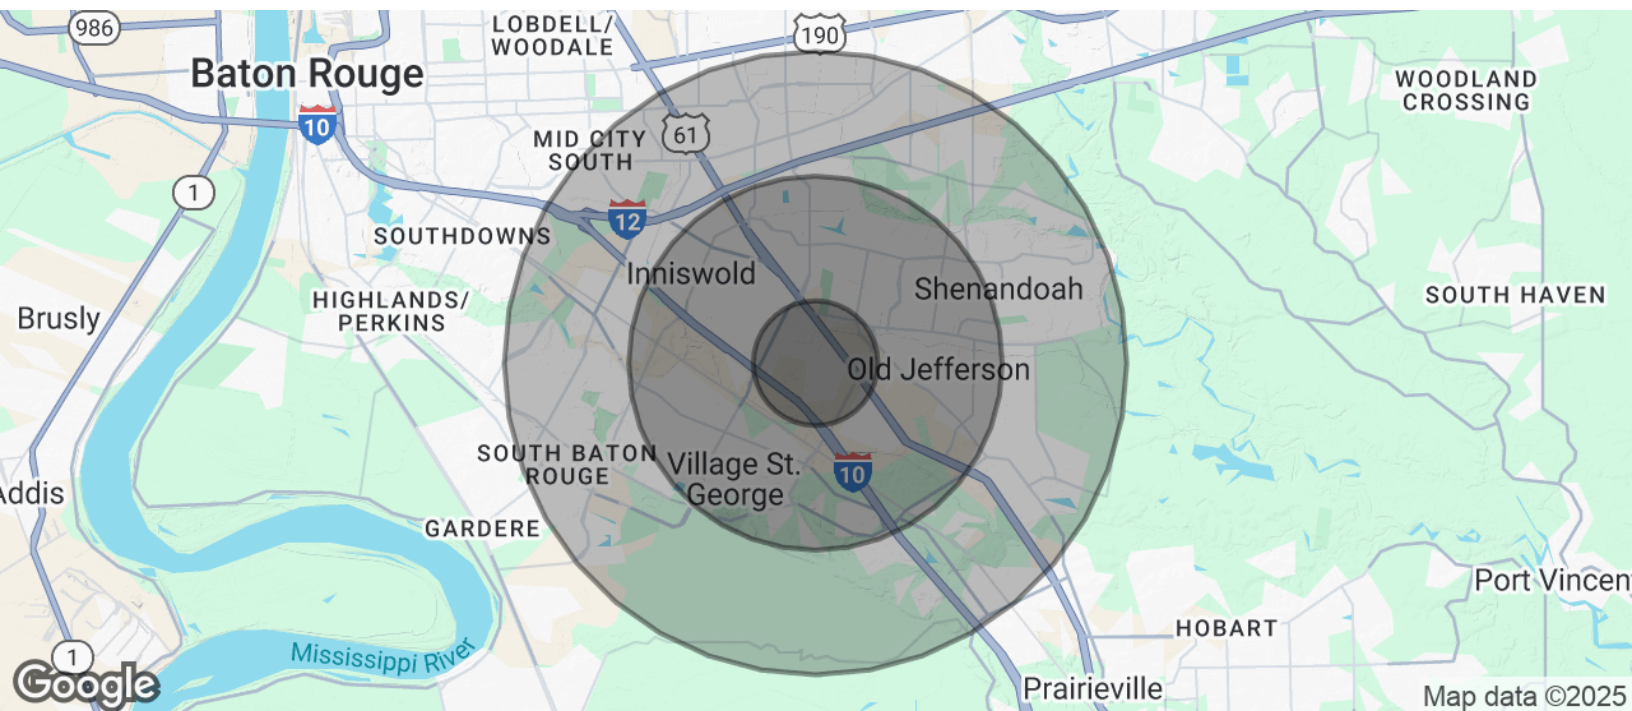 986
LOBDELL/
WOODALE
190
Baton Rouge
WOODLAND
CROSSING
10
61
MID CITY
SOUTH
1
12
SOUTHDOWNS
Inniswold
Shenandoah
SOUTH HAVEN
HIGHLANDS/
PERKINS
Brusly
Old Jefferson
SOUTH BATON
ROUGE
Village St.
George
10
Addis
GARDERE
Port Vincen
HOBART
Mississippi River
1
Google
Prairieville
Map data ©2025